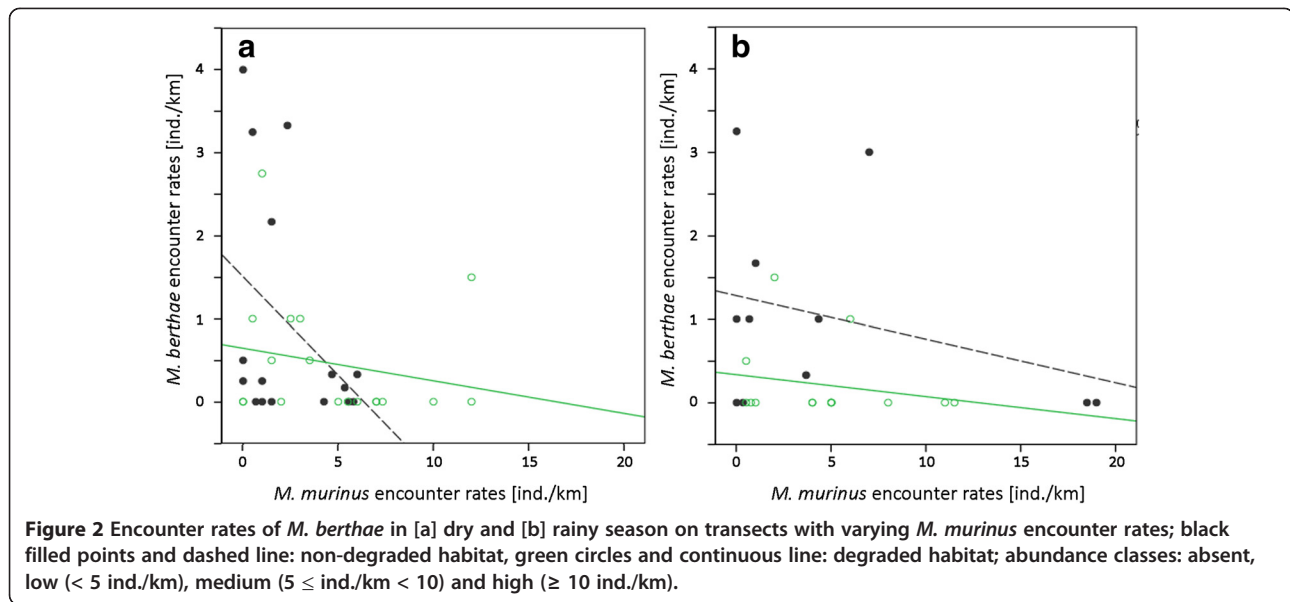 a
M. berthae encounter rates [ind./km]
4
3
2
1
0
0 5 10 15 20
M. murinus encounter rates [ind./km]
b
M. berthae encounter rates [ind./km]
4
3
2
1
0
0 5 10 15 20
M. murinus encounter rates [ind./km]
Figure 2 Encounter rates of M. berthae in [a] dry and [b] rainy season on transects with varying M. murinus encounter rates; black
filled points and dashed line: non-degraded habitat, green circles and continuous line: degraded habitat; abundance classes: absent,
low (< 5 ind./km), medium (5 ≤ ind./km < 10) and high (≥ 10 ind./km).